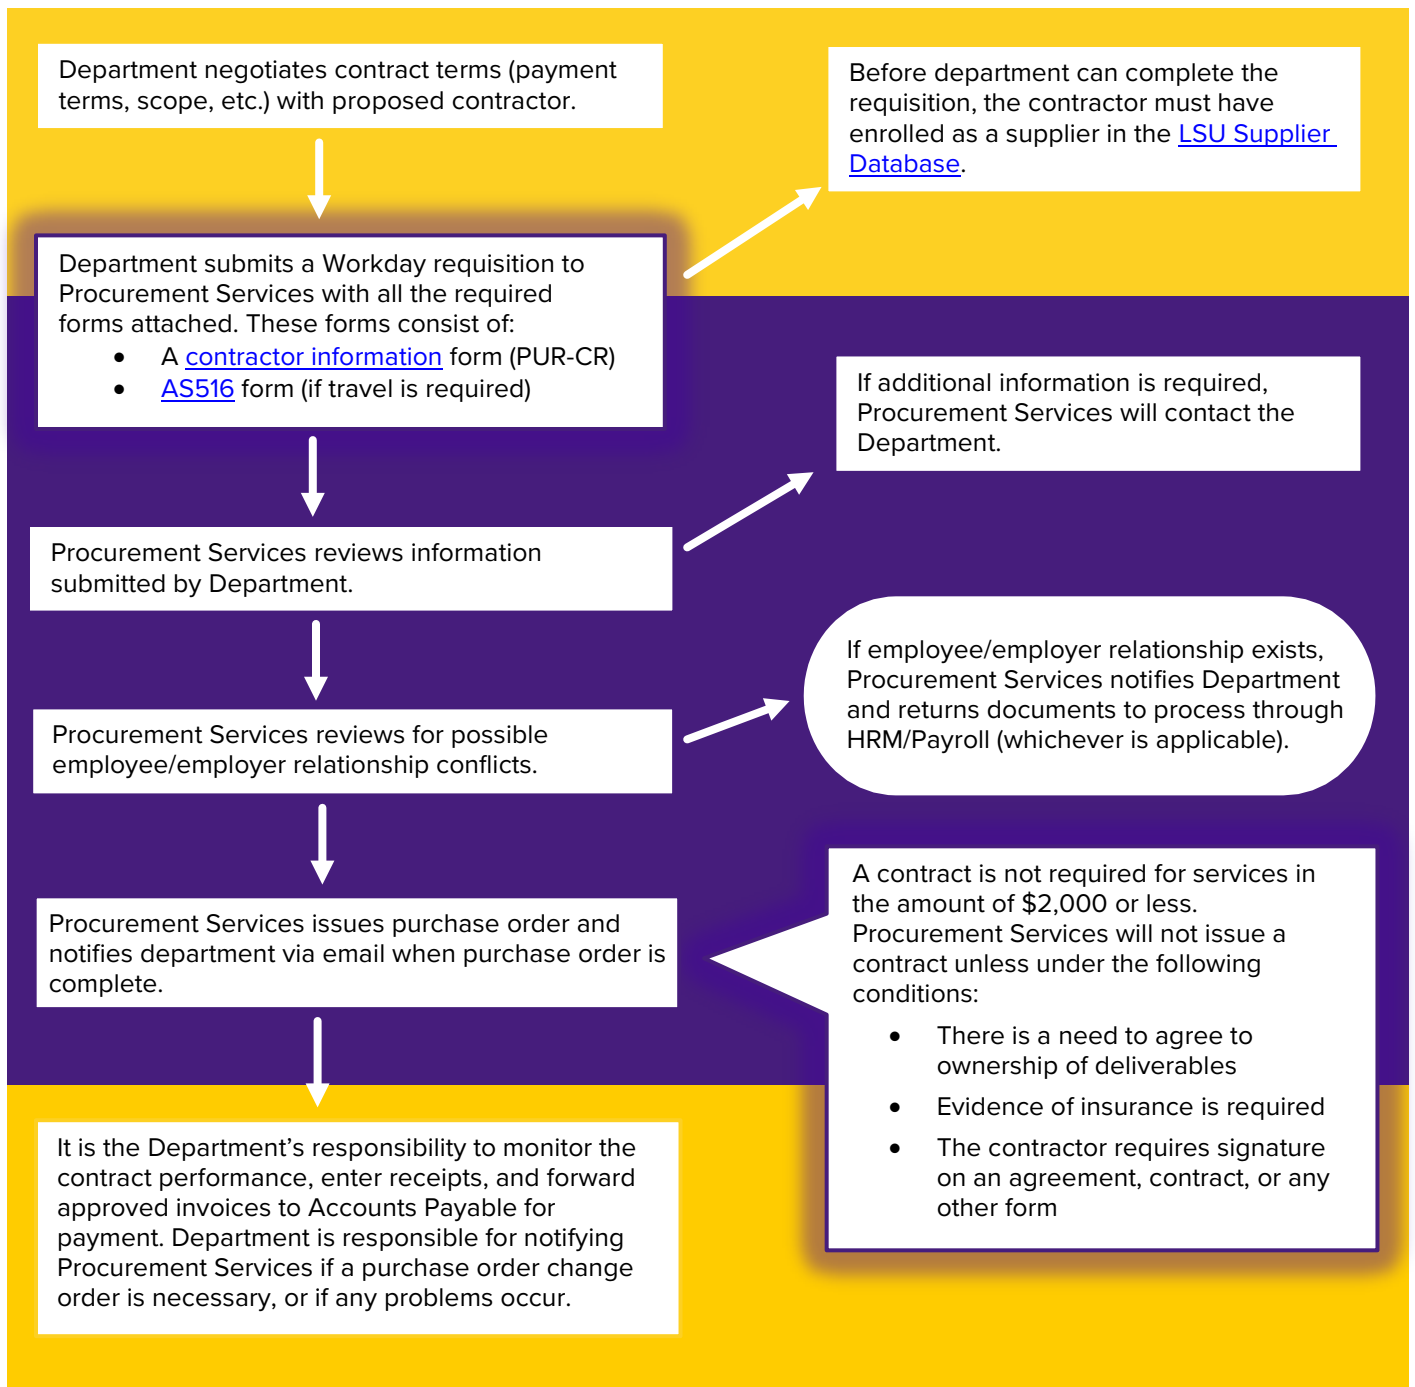 Department negotiates contract terms (payment
terms, scope, etc.) with proposed contractor.
Before department can complete the
requisition, the contractor must have
enrolled as a supplier in the LSU Supplier
Database.
Department submits a Workday requisition to
Procurement Services with all the required
forms attached. These forms consist of:
• A contractor information form (PUR-CR)
• AS516 form (if travel is required)
If additional information is required,
Procurement Services will contact the
Department.
Procurement Services reviews information
submitted by Department.
If employee/employer relationship exists,
Procurement Services notifies Department
and returns documents to process through
HRM/Payroll (whichever is applicable).
Procurement Services reviews for possible
employee/employer relationship conflicts.
A contract is not required for services in
the amount of $2,000 or less.
Procurement Services will not issue a
contract unless under the following
conditions:
• There is a need to agree to
ownership of deliverables
• Evidence of insurance is required
• The contractor requires signature
on an agreement, contract, or any
other form
Procurement Services issues purchase order and
notifies department via email when purchase order is
complete.
It is the Department’s responsibility to monitor the
contract performance, enter receipts, and forward
approved invoices to Accounts Payable for
payment. Department is responsible for notifying
Procurement Services if a purchase order change
order is necessary, or if any problems occur.